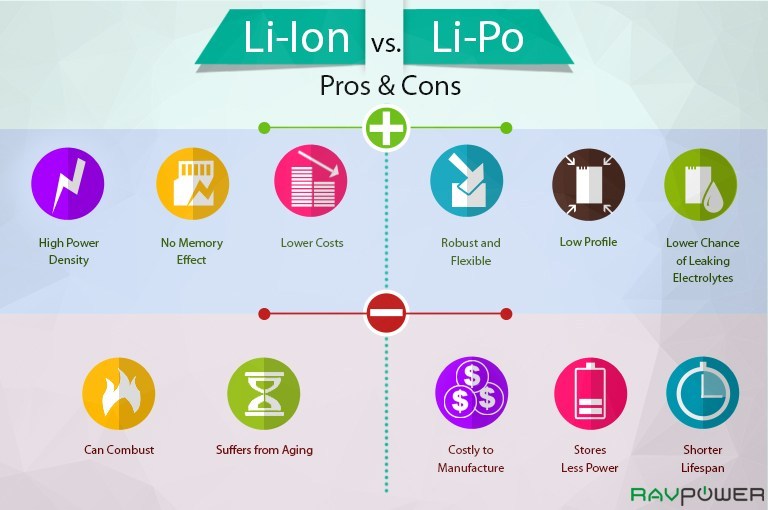 Li-Ion vs. Li-Po
Pros & Cons
High Power
Density
No Memory
Effect
Lower Costs
Robust and
Flexible
Low Profile
Lower Chance
of Leaking
Electrolytes
Can Combust
Suffers from Aging
Costly to
Manufacture
Stores
Less Power
Shorter
Lifespan
RAVPOWER